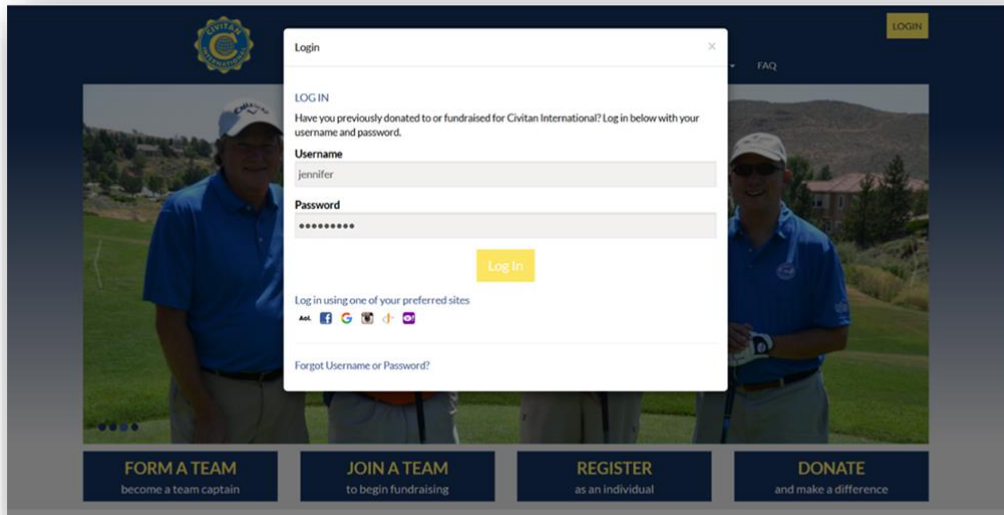 CIVITAN
INTERNATIONAL
LOGIN
FAQ
Login
×
LOG IN
Have you previously donated to or fundraised for Civitan International? Log in below with your
username and password.
Username
jennifer
Password
•••••••••
Log In
Log in using one of your preferred sites
Aol.
Forgot Username or Password?
FORM A TEAM
become a team captain
JOIN A TEAM
to begin fundraising
REGISTER
as an individual
DONATE
and make a difference